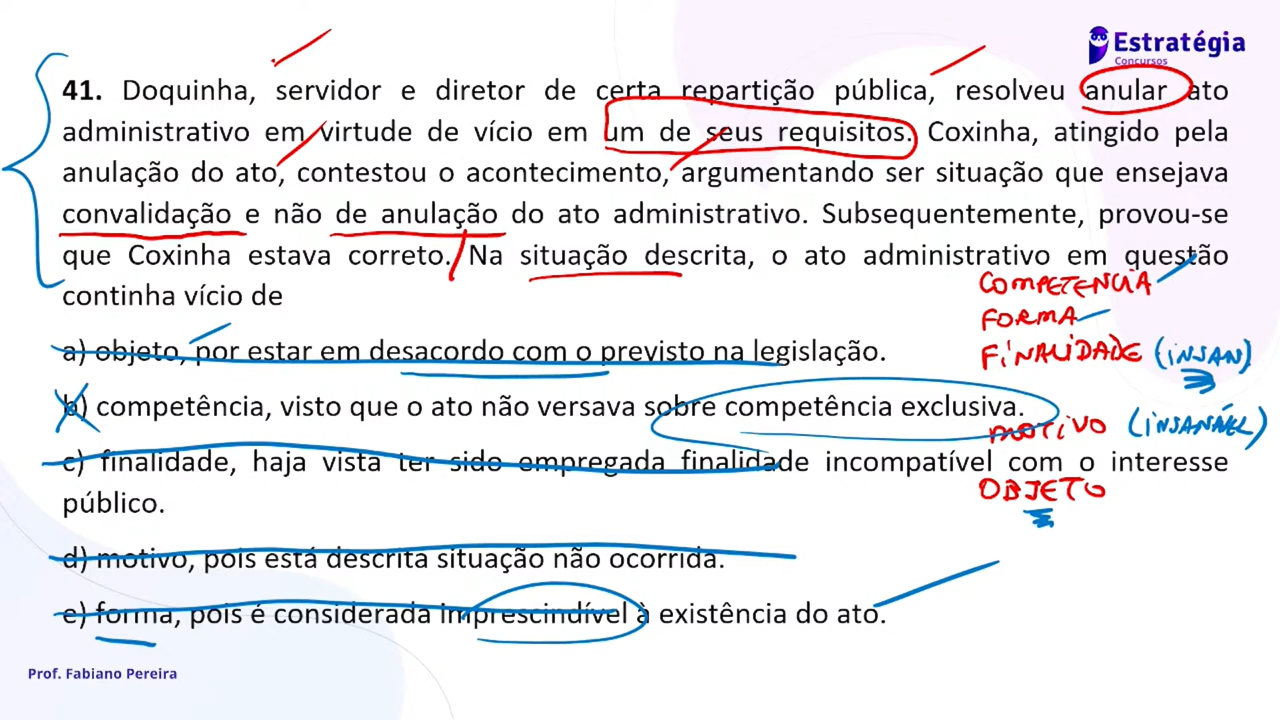 Estratégia
Concursos
41. Doquinha, servidor e diretor de certa repartição pública, resolveu anular ato
administrativo em virtude de vício em um de seus requisitos. Coxinha, atingido pela
anulação do ato, contestou o acontecimento, argumentando ser situação que ensejava
convalidação e não de anulação do ato administrativo. Subsequentemente, provou-se
que Coxinha estava correto. Na situação descrita, o ato administrativo em questão
continha vício de
COMPETENCIA
FORMA
a) objeto, por estar em desacordo com o previsto na legislação.
FINALIDADE (INSAN)
b) competência, visto que o ato não versava sobre competência exclusiva.
MOTIVO (INSANÁVEL)
c) finalidade, haja vista ter sido empregada finalidade incompatível com o interesse
OBJETO
público.
d) motivo, pois está descrita situação não ocorrida.
e) forma, pois é considerada imprescindível à existência do ato.
Prof. Fabiano Pereira